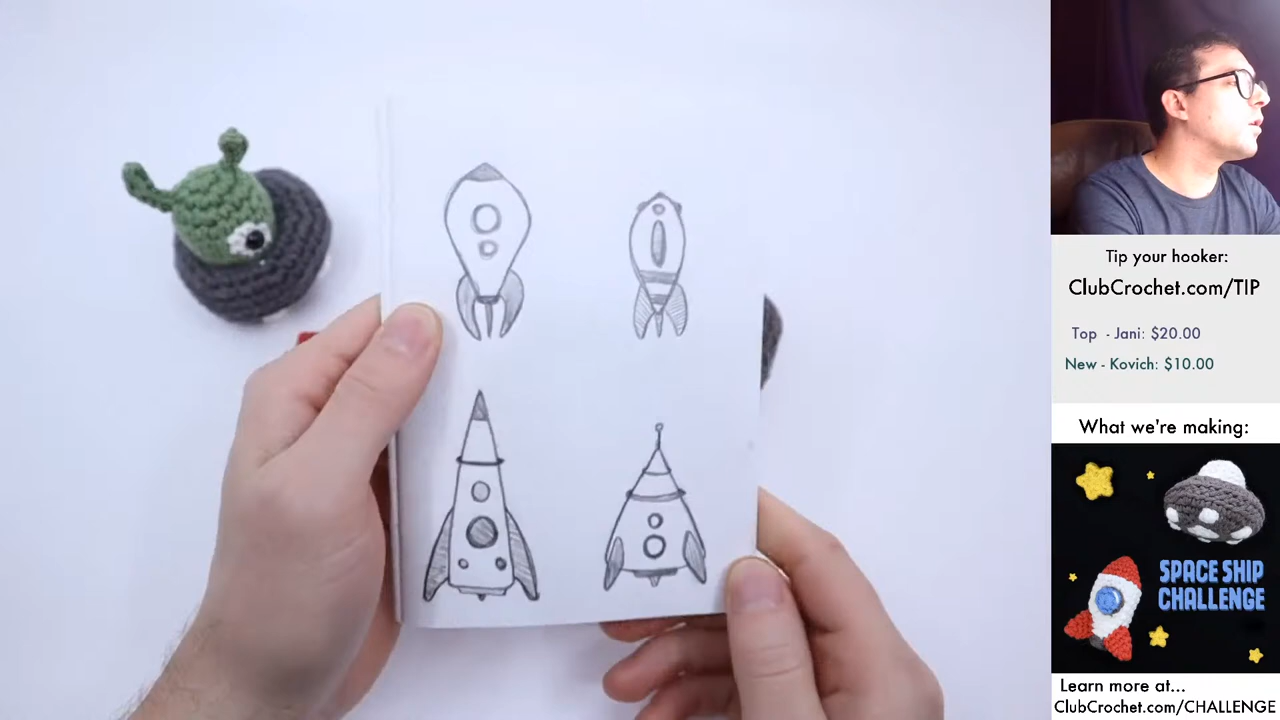 Tip your hooker:
ClubCrochet.com/TIP
Top - Jani: $20.00
New - Kovich: $10.00
What we're making:
SPACE SHIP
CHALLENGE
Learn more at...
ClubCrochet.com/CHALLENGE